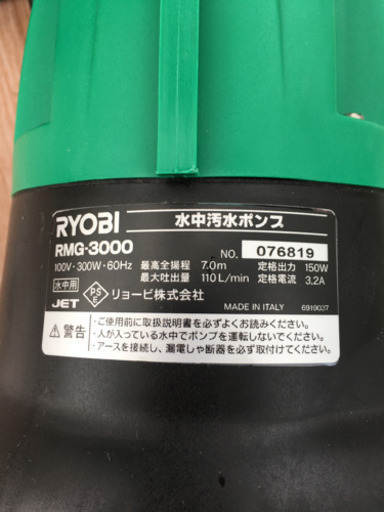 RYOBI 水中汚水ポンプ
RMG-3000 NO. 076819
100V・300W・60Hz 最高全揚程 7.0m 定格出力 150W
水中用 最大吐出量 110L/min 定格電流 3.2A
JET PSE リョービ株式会社
MADE IN ITALY 6919037
⚠警告 ・ご使用前に取扱説明書を必ずよくお読みください。
・人が入っている水中でポンプを運転しないでください。
・アースを接続し、漏電しゃ断器を必ず取付けてください。